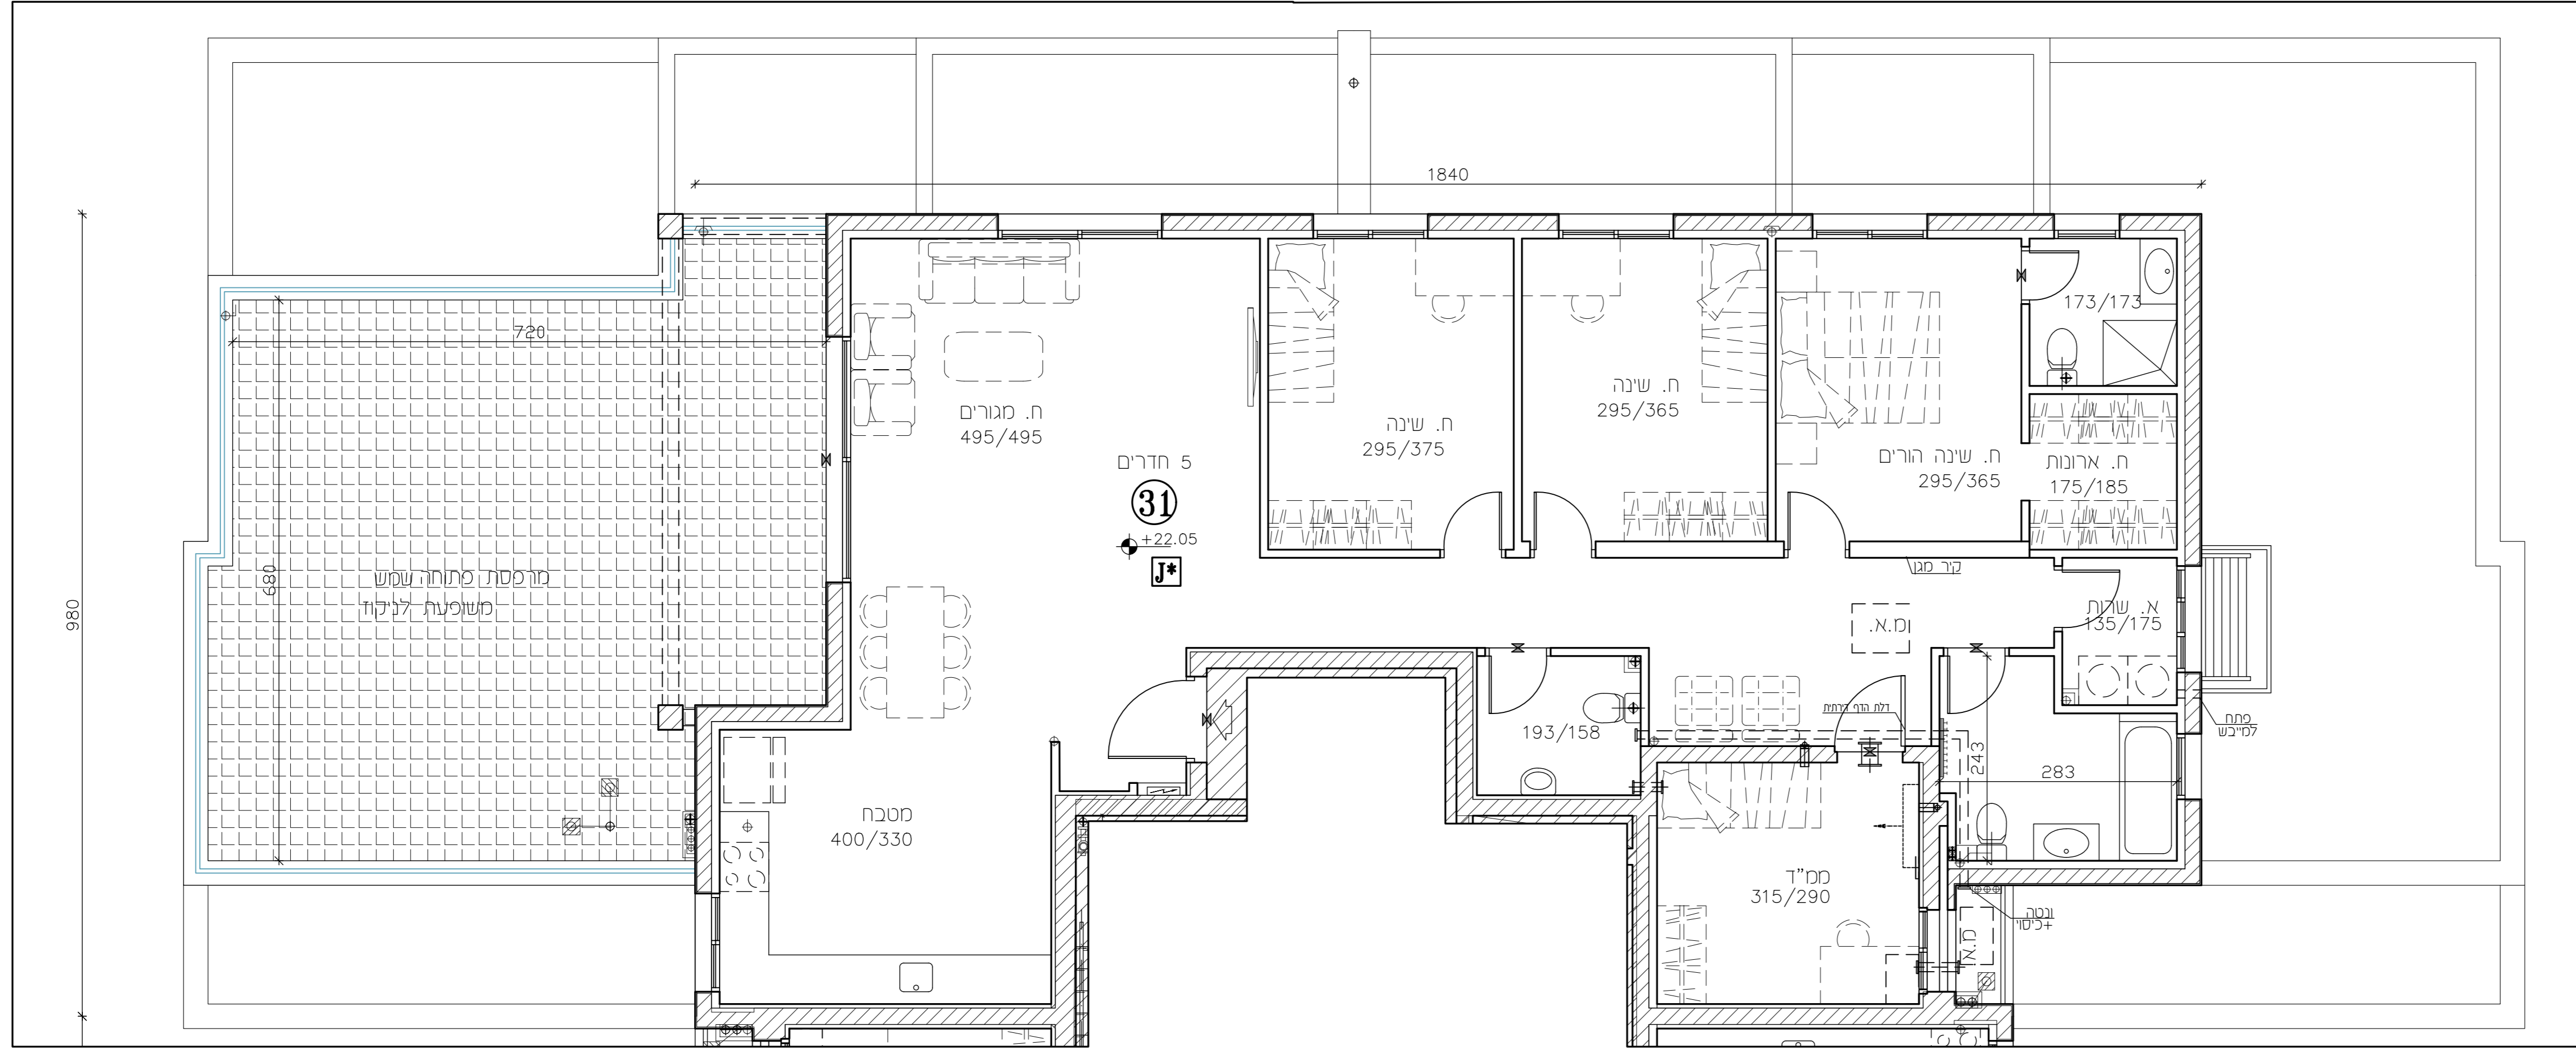 1840
173/173
720
ח. שינה
295/365
ח. מגורים
495/495
ח. שינה
295/375
5 חדרים
31
+22.05
J*
ח. שינה הורים
295/365
ח. ארונות
175/185
קיר מגן
מרפסת פתוחה שמש
משופעת לניקוז
680
980
א. שרות
135/175
מ.א.
דלת הדף דירתית
193/158
פתח
למייבש
243
283
מטבח
400/330
ממ"ד
315/290
ונטה
+כיסוי
מ.א.